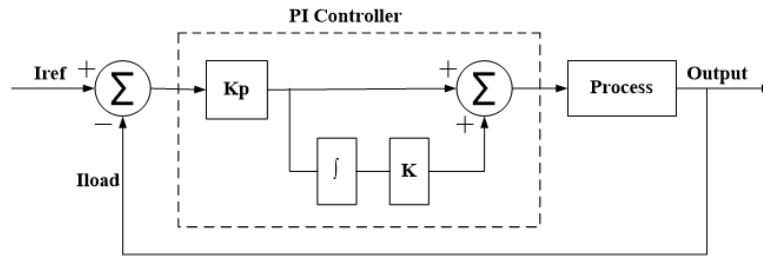 PI Controller
Iref
+
Σ
−
Kp
+
Σ
+
Process
Output
∫
K
Iload